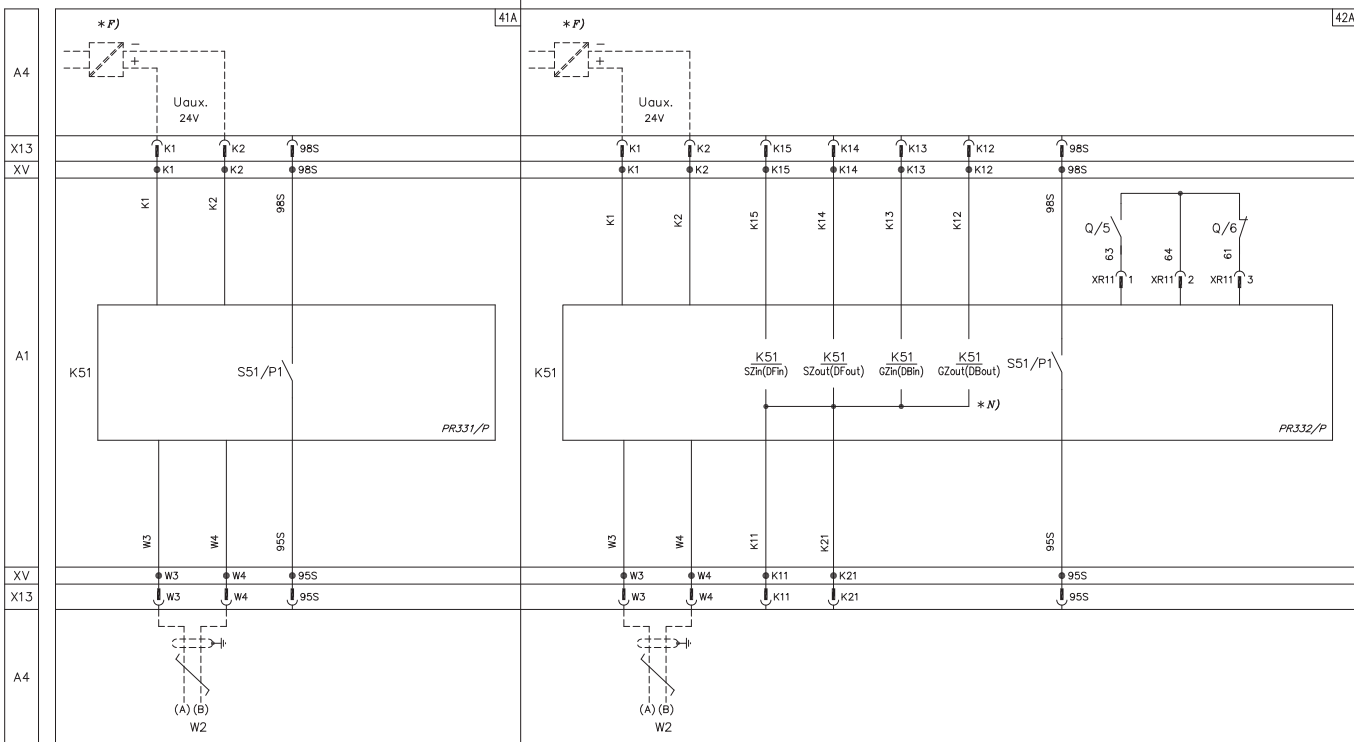 41A
42A
*F)
*F)
−
+
−
+
A4
Uaux.
24V
Uaux.
24V
X13
K1
K2
98S
K1
K2
K15
K14
K13
K12
98S
XV
K1
K2
98S
K1
K2
K15
K14
K13
K12
98S
K1
K2
98S
K1
K2
K15
K14
K13
K12
98S
Q/5
Q/6
63
64
61
XR11 1
XR11 2
XR11 3
A1
K51
S51/P1
PR331/P
K51
K51
SZin(DFin)
K51
SZout(DFout)
K51
GZin(DBin)
K51
GZout(DBout)
S51/P1
*N)
PR332/P
W3
W4
95S
W3
W4
K11
K21
95S
XV
W3
W4
95S
W3
W4
K11
K21
95S
X13
W3
W4
95S
W3
W4
K11
K21
95S
A4
(A) (B)
W2
(A) (B)
W2